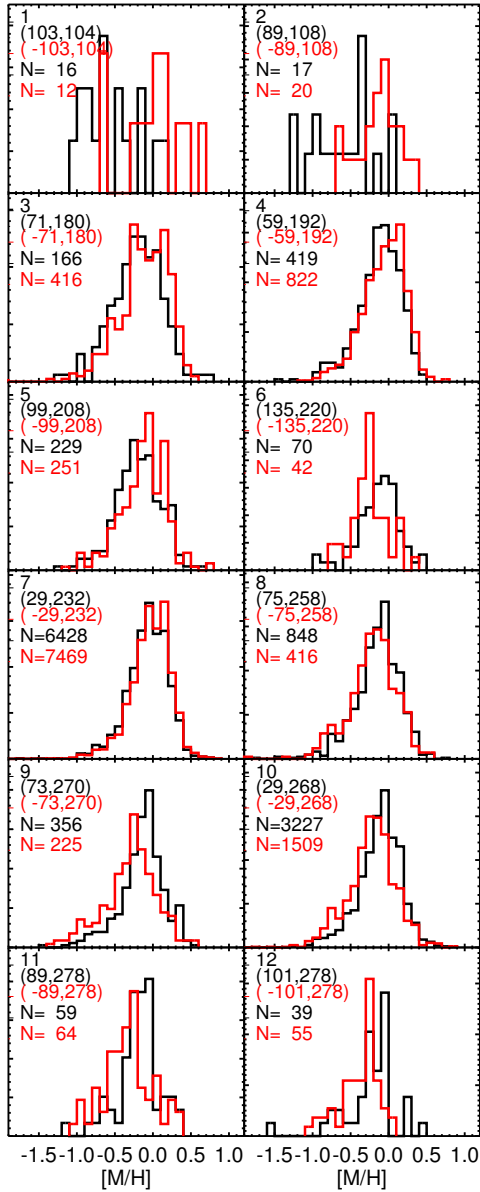 1
(103,104)
( -103,104)
N= 16
N= 12
2
(89,108)
( -89,108)
N= 17
N= 20
3
(71,180)
( -71,180)
N= 166
N= 416
4
(59,192)
( -59,192)
N= 419
N= 822
5
(99,208)
( -99,208)
N= 229
N= 251
6
(135,220)
( -135,220)
N= 70
N= 42
7
(29,232)
( -29,232)
N=6428
N=7469
8
(75,258)
( -75,258)
N= 848
N= 416
9
(73,270)
( -73,270)
N= 356
N= 225
10
(29,268)
( -29,268)
N=3227
N=1509
11
(89,278)
( -89,278)
N= 59
N= 64
12
(101,278)
( -101,278)
N= 39
N= 55
-1.5 -1.0 -0.5 0.0 0.5 1.0
[M/H]
-1.5 -1.0 -0.5 0.0 0.5 1.0
[M/H]